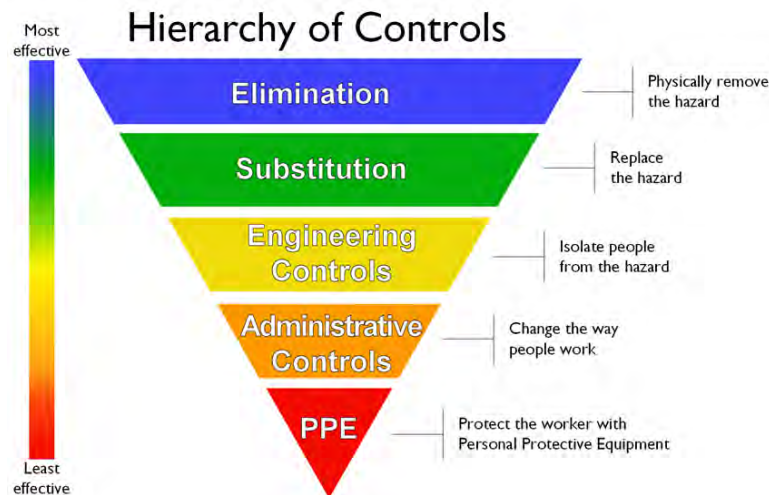 Hierarchy of Controls
Most
effective
Elimination
Physically remove
the hazard
Substitution
Replace
the hazard
Engineering
Controls
Isolate people
from the hazard
Administrative
Controls
Change the way
people work
PPE
Protect the worker with
Personal Protective Equipment
Least
effective